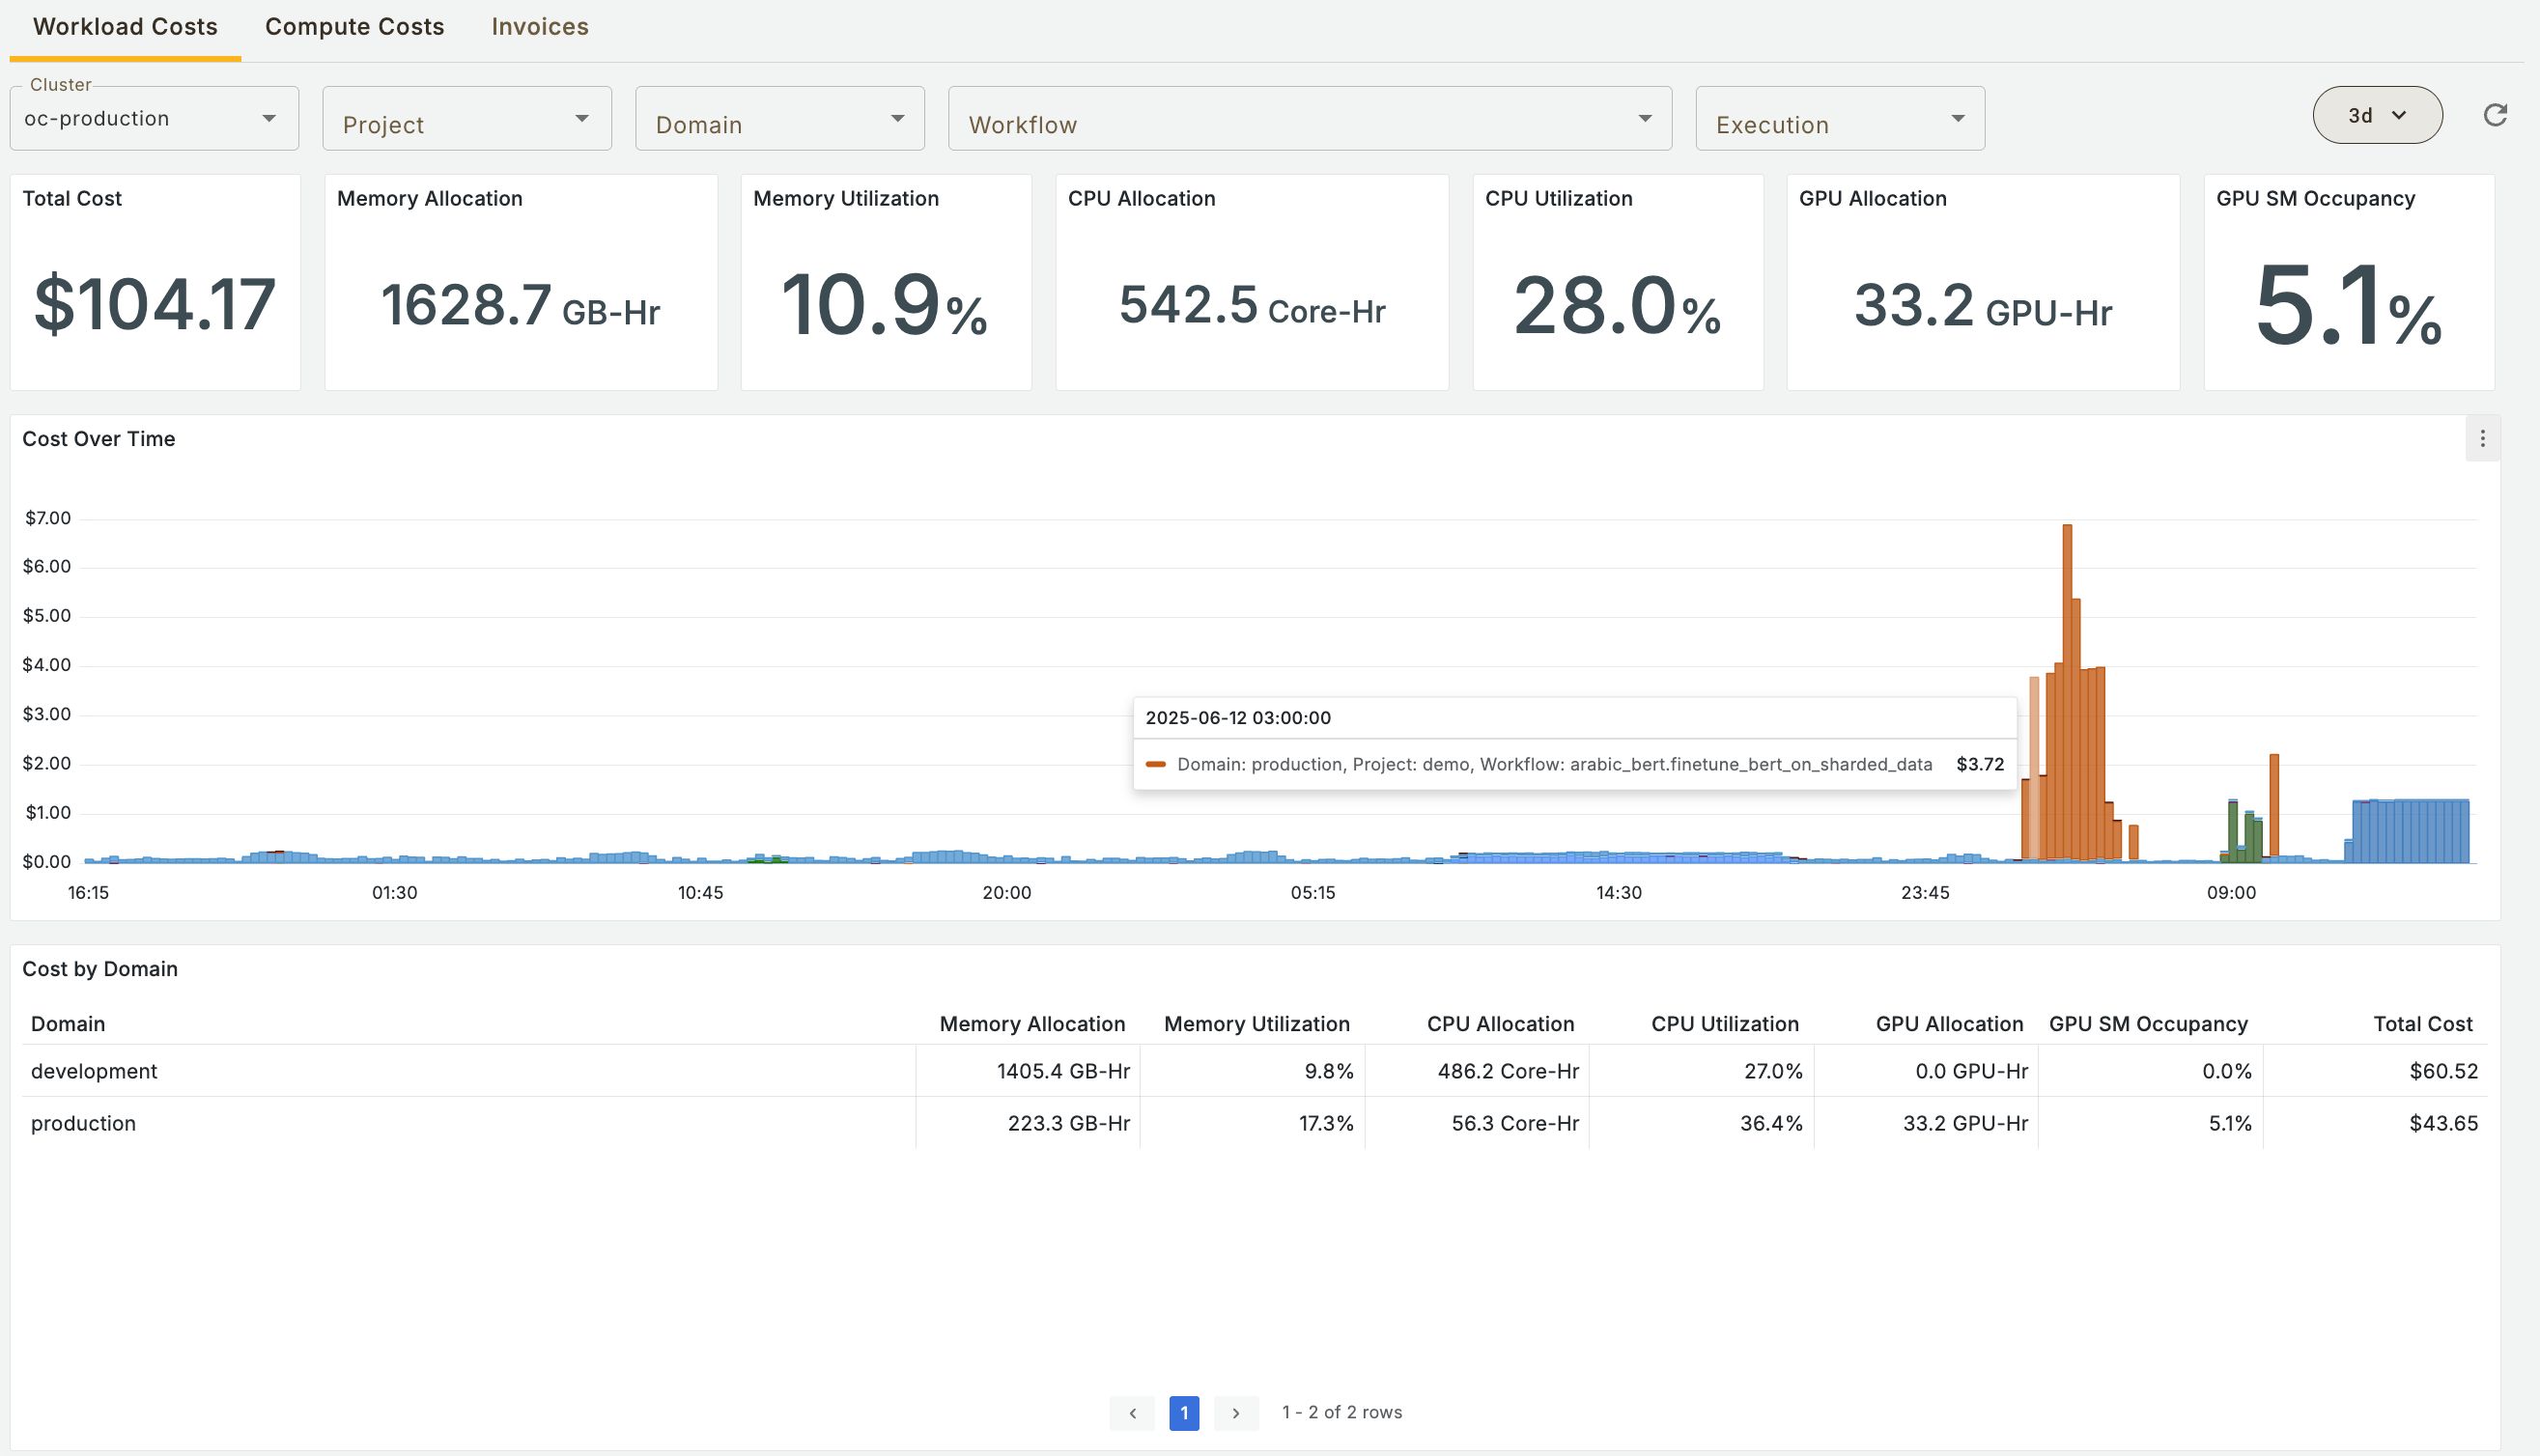 Workload Costs Compute Costs Invoices
Cluster
oc-production Project Domain Workflow Execution 3d
Total Cost Memory Allocation Memory Utilization CPU Allocation CPU Utilization GPU Allocation GPU SM Occupancy
$104.17 1628.7 GB-Hr 10.9% 542.5 Core-Hr 28.0% 33.2 GPU-Hr 5.1%
Cost Over Time
$7.00
$6.00
$5.00
$4.00
$3.00
$2.00
$1.00
$0.00
2025-06-12 03:00:00
Domain: production, Project: demo, Workflow: arabic_bert.finetune_bert_on_sharded_data $3.72
16:15 01:30 10:45 20:00 05:15 14:30 23:45 09:00
Cost by Domain
Domain Memory Allocation Memory Utilization CPU Allocation CPU Utilization GPU Allocation GPU SM Occupancy Total Cost
development 1405.4 GB-Hr 9.8% 486.2 Core-Hr 27.0% 0.0 GPU-Hr 0.0% $60.52
production 223.3 GB-Hr 17.3% 56.3 Core-Hr 36.4% 33.2 GPU-Hr 5.1% $43.65
1 1 - 2 of 2 rows